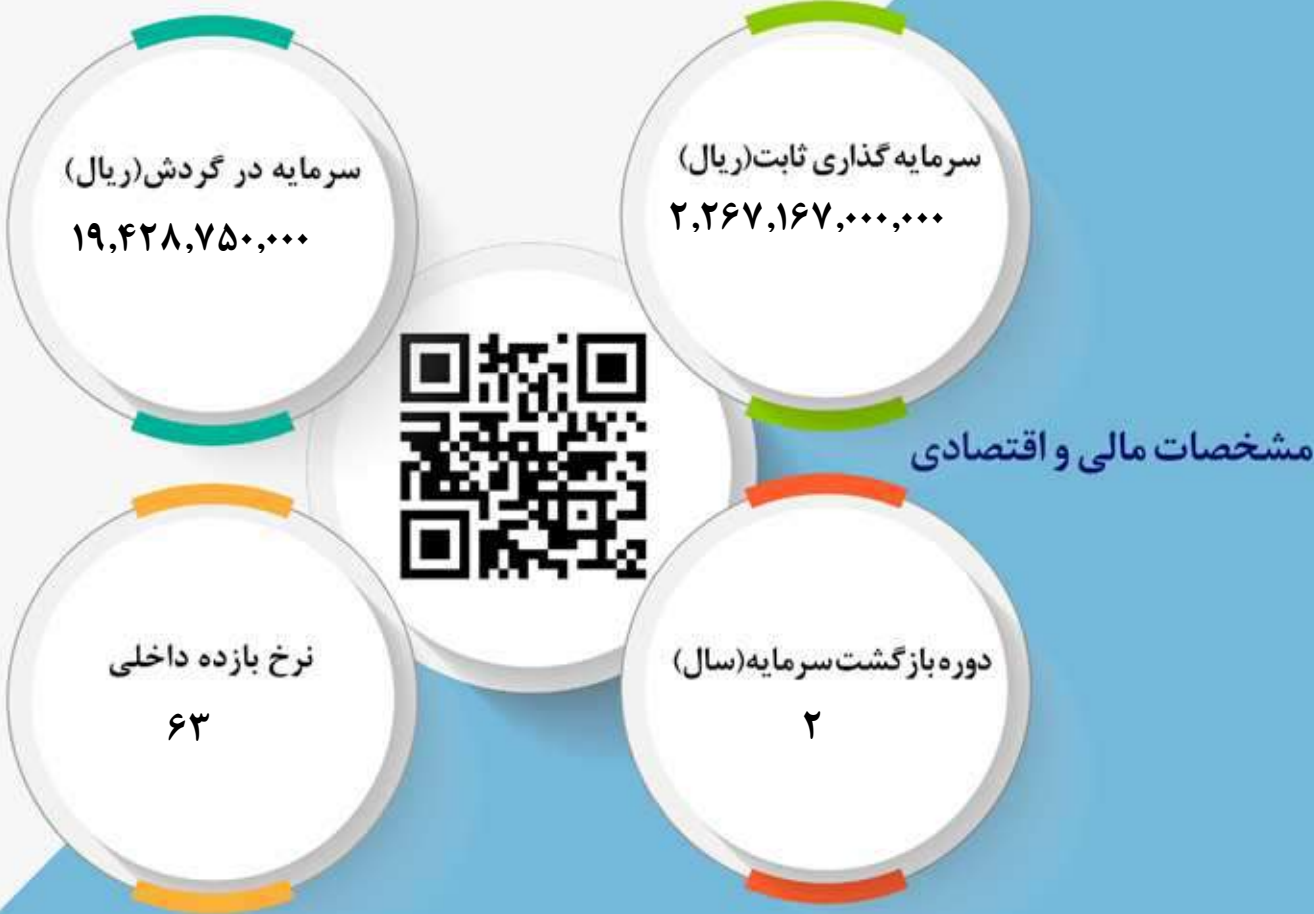 سرمایه گذاری ثابت(ریال)
۲,۲۶۷,۱۶۷,۰۰۰,۰۰۰
سرمایه در گردش(ریال)
۱۹,۴۲۸,۷۵۰,۰۰۰
مشخصات مالی و اقتصادی
دوره بازگشت سرمایه(سال)
۲
نرخ بازده داخلی
۶۳